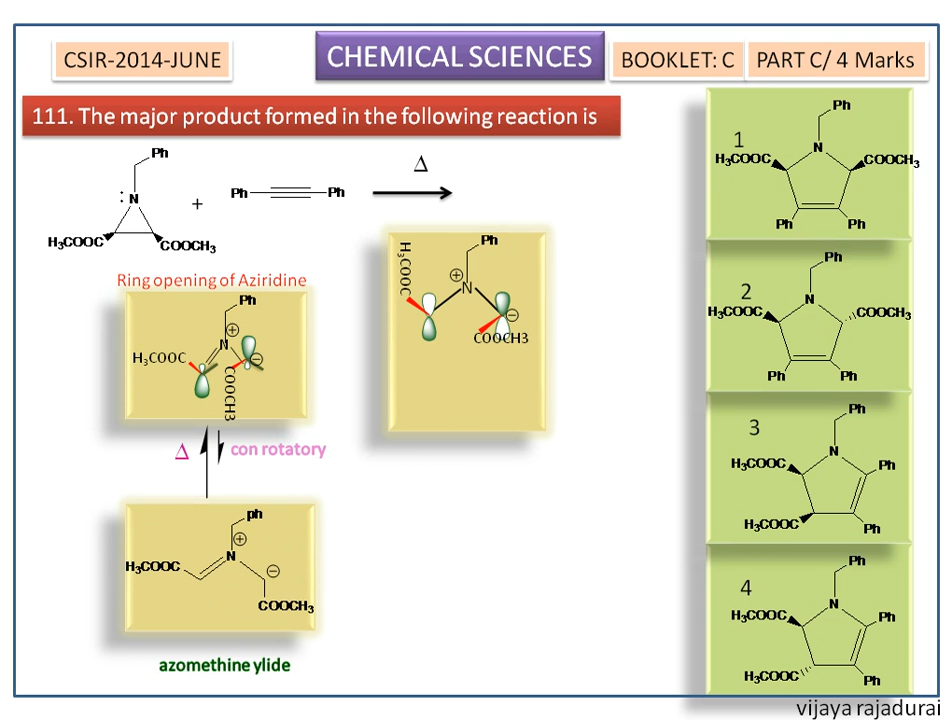 CSIR-2014-JUNE
CHEMICAL SCIENCES
BOOKLET: C
PART C/ 4 Marks
111. The major product formed in the following reaction is
Ph
: N
H₃COOC
COOCH₃
+
Ph
Ph
Δ
Ring opening of Aziridine
Ph
⊕
N
⊖
H₃COOC
COOCH3
Δ
con rotatory
ph
⊕
N
⊖
H₃COOC
COOCH₃
azomethine ylide
H₃COOC
Ph
⊕
N
⊖
COOCH3
1
Ph
N
H₃COOC
COOCH₃
Ph
Ph
2
Ph
N
H₃COOC
COOCH₃
Ph
Ph
3
Ph
N
H₃COOC
Ph
H₃COOC
Ph
4
Ph
N
H₃COOC
Ph
H₃COOC
Ph
vijaya rajadurai